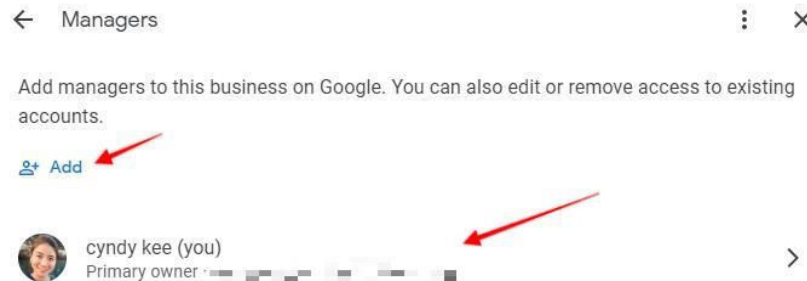 Managers
Add managers to this business on Google. You can also edit or remove access to existing
accounts.
Add
cyndy kee (you)
Primary owner ·